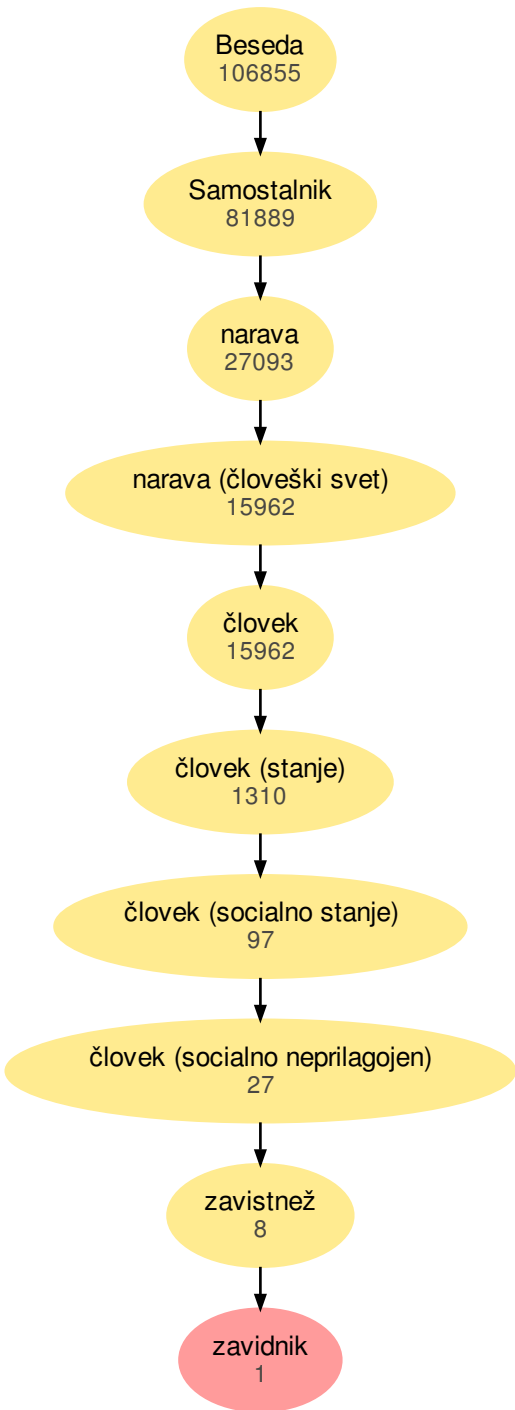 Beseda
106855
Samostalnik
81889
narava
27093
narava (človeški svet)
15962
človek
15962
človek (stanje)
1310
človek (socialno stanje)
97
človek (socialno neprilagojen)
27
zavistnež
8
zavidnik
1